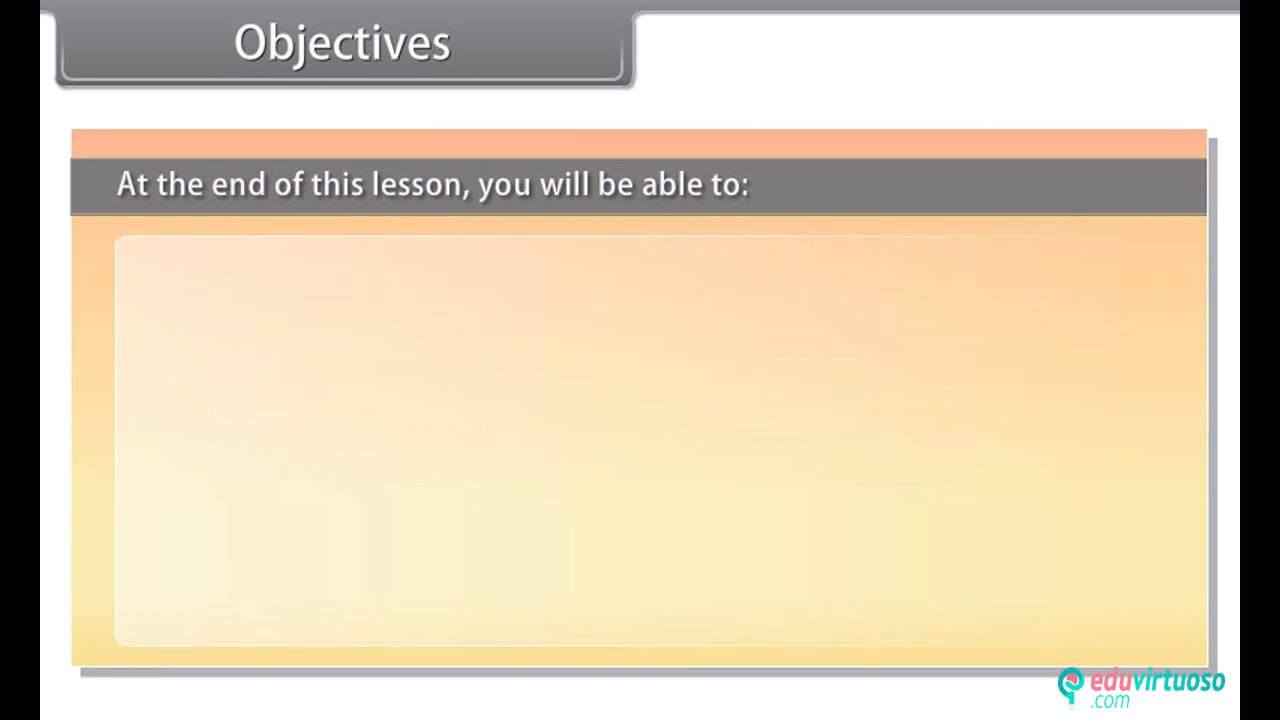 Objectives
At the end of this lesson, you will be able to:
eduvirtuoso
.com